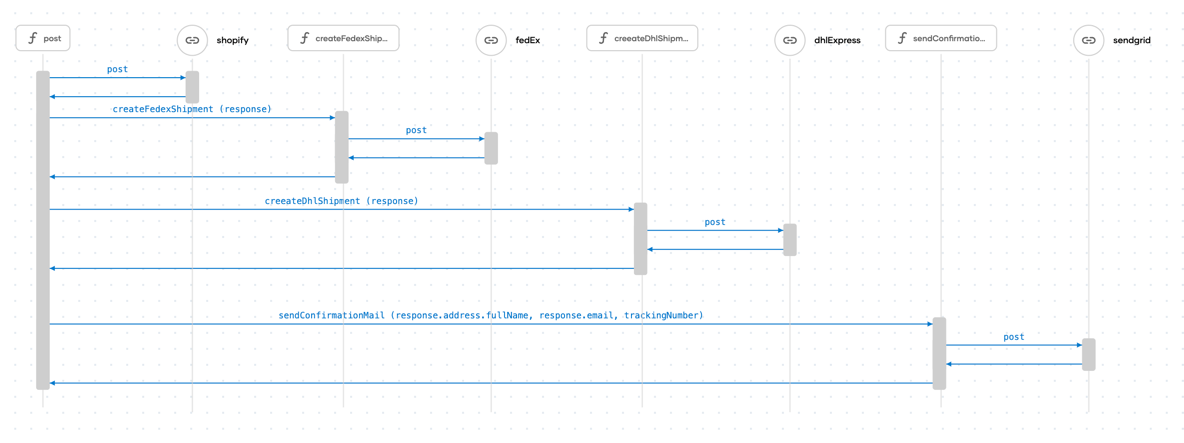 post
shopify
createFedexShip...
fedEx
creeateDhlShipm...
dhlExpress
sendConfirmatio...
sendgrid
post
createFedexShipment (response)
post
creeateDhlShipment (response)
post
sendConfirmationMail (response.address.fullName, response.email, trackingNumber)
post